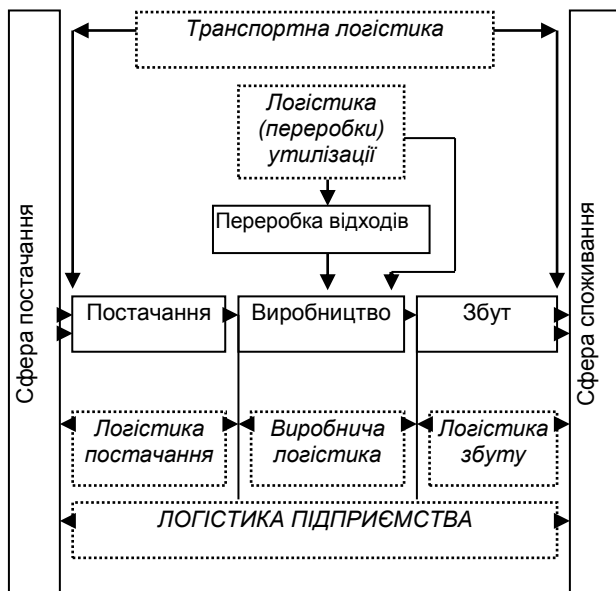 Транспортна логістика
Логістика
(переробки)
утилізації
Переробка відходів
Сфера постачання
Постачання
Виробництво
Збут
Сфера споживання
Логістика
постачання
Виробнича
логістика
Логістика
збуту
ЛОГІСТИКА ПІДПРИЄМСТВА